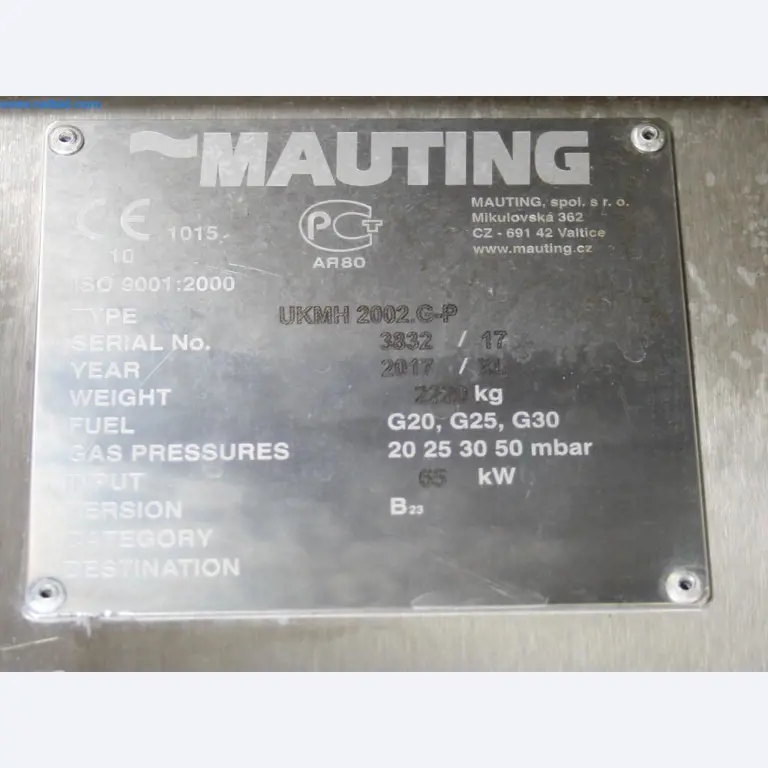 www.
MAUTING
MAUTING, spol. s r. o.
Mikulovská 362
CZ - 691 42 Valtice
www.mauting.cz
CE 1015
10
PCT
АЯ80
ISO 9001:2000
TYPE UKMH 2002.C-P
SERIAL No. 3832 / 17
YEAR 2017 /
WEIGHT kg
FUEL G20, G25, G30
GAS PRESSURES 20 25 30 50 mbar
INPUT 65 kW
VERSION B23
CATEGORY
DESTINATION